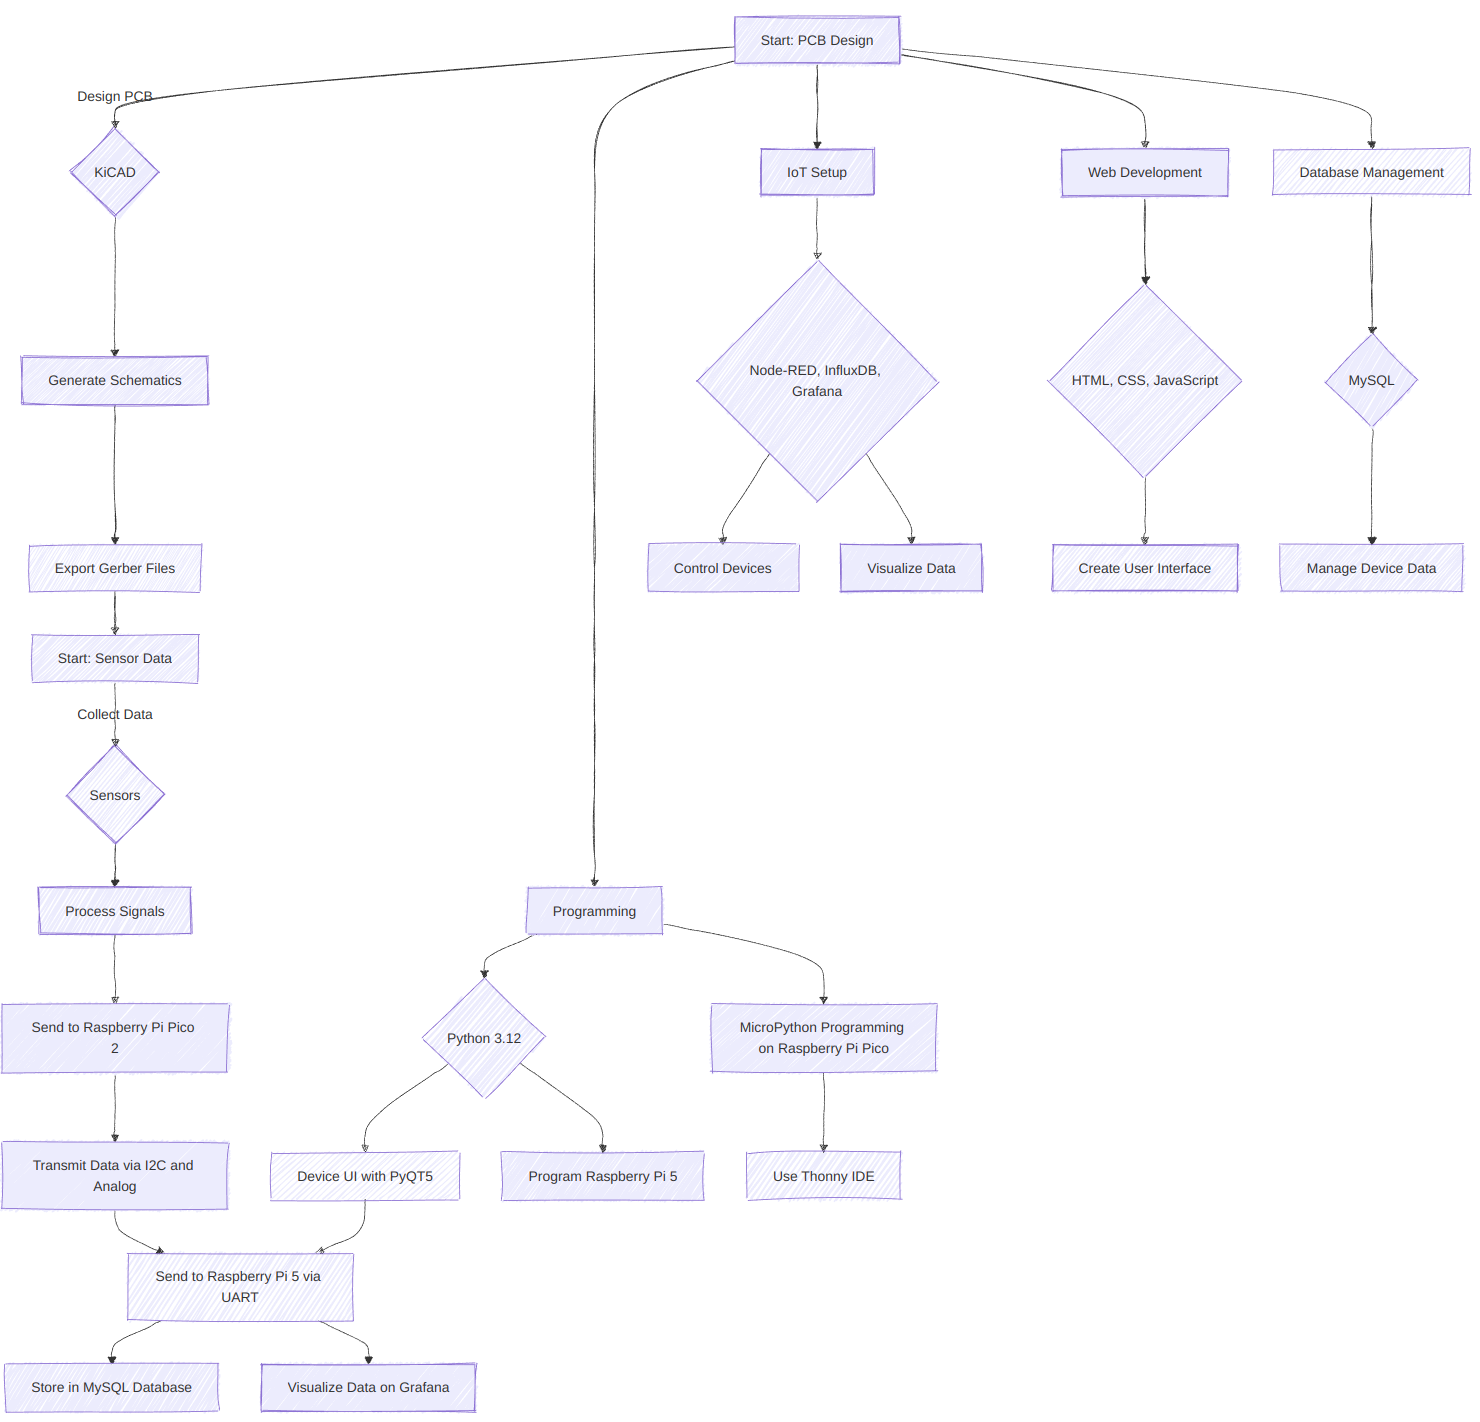 Start: PCB Design
Design PCB
KiCAD
IoT Setup
Web Development
Database Management
Generate Schematics
Node-RED, InfluxDB,
Grafana
HTML, CSS, JavaScript
MySQL
Export Gerber Files
Control Devices
Visualize Data
Create User Interface
Manage Device Data
Start: Sensor Data
Collect Data
Sensors
Process Signals
Programming
Send to Raspberry Pi Pico
2
Python 3.12
MicroPython Programming
on Raspberry Pi Pico
Transmit Data via I2C and
Analog
Device UI with PyQT5
Program Raspberry Pi 5
Use Thonny IDE
Send to Raspberry Pi 5 via
UART
Store in MySQL Database
Visualize Data on Grafana